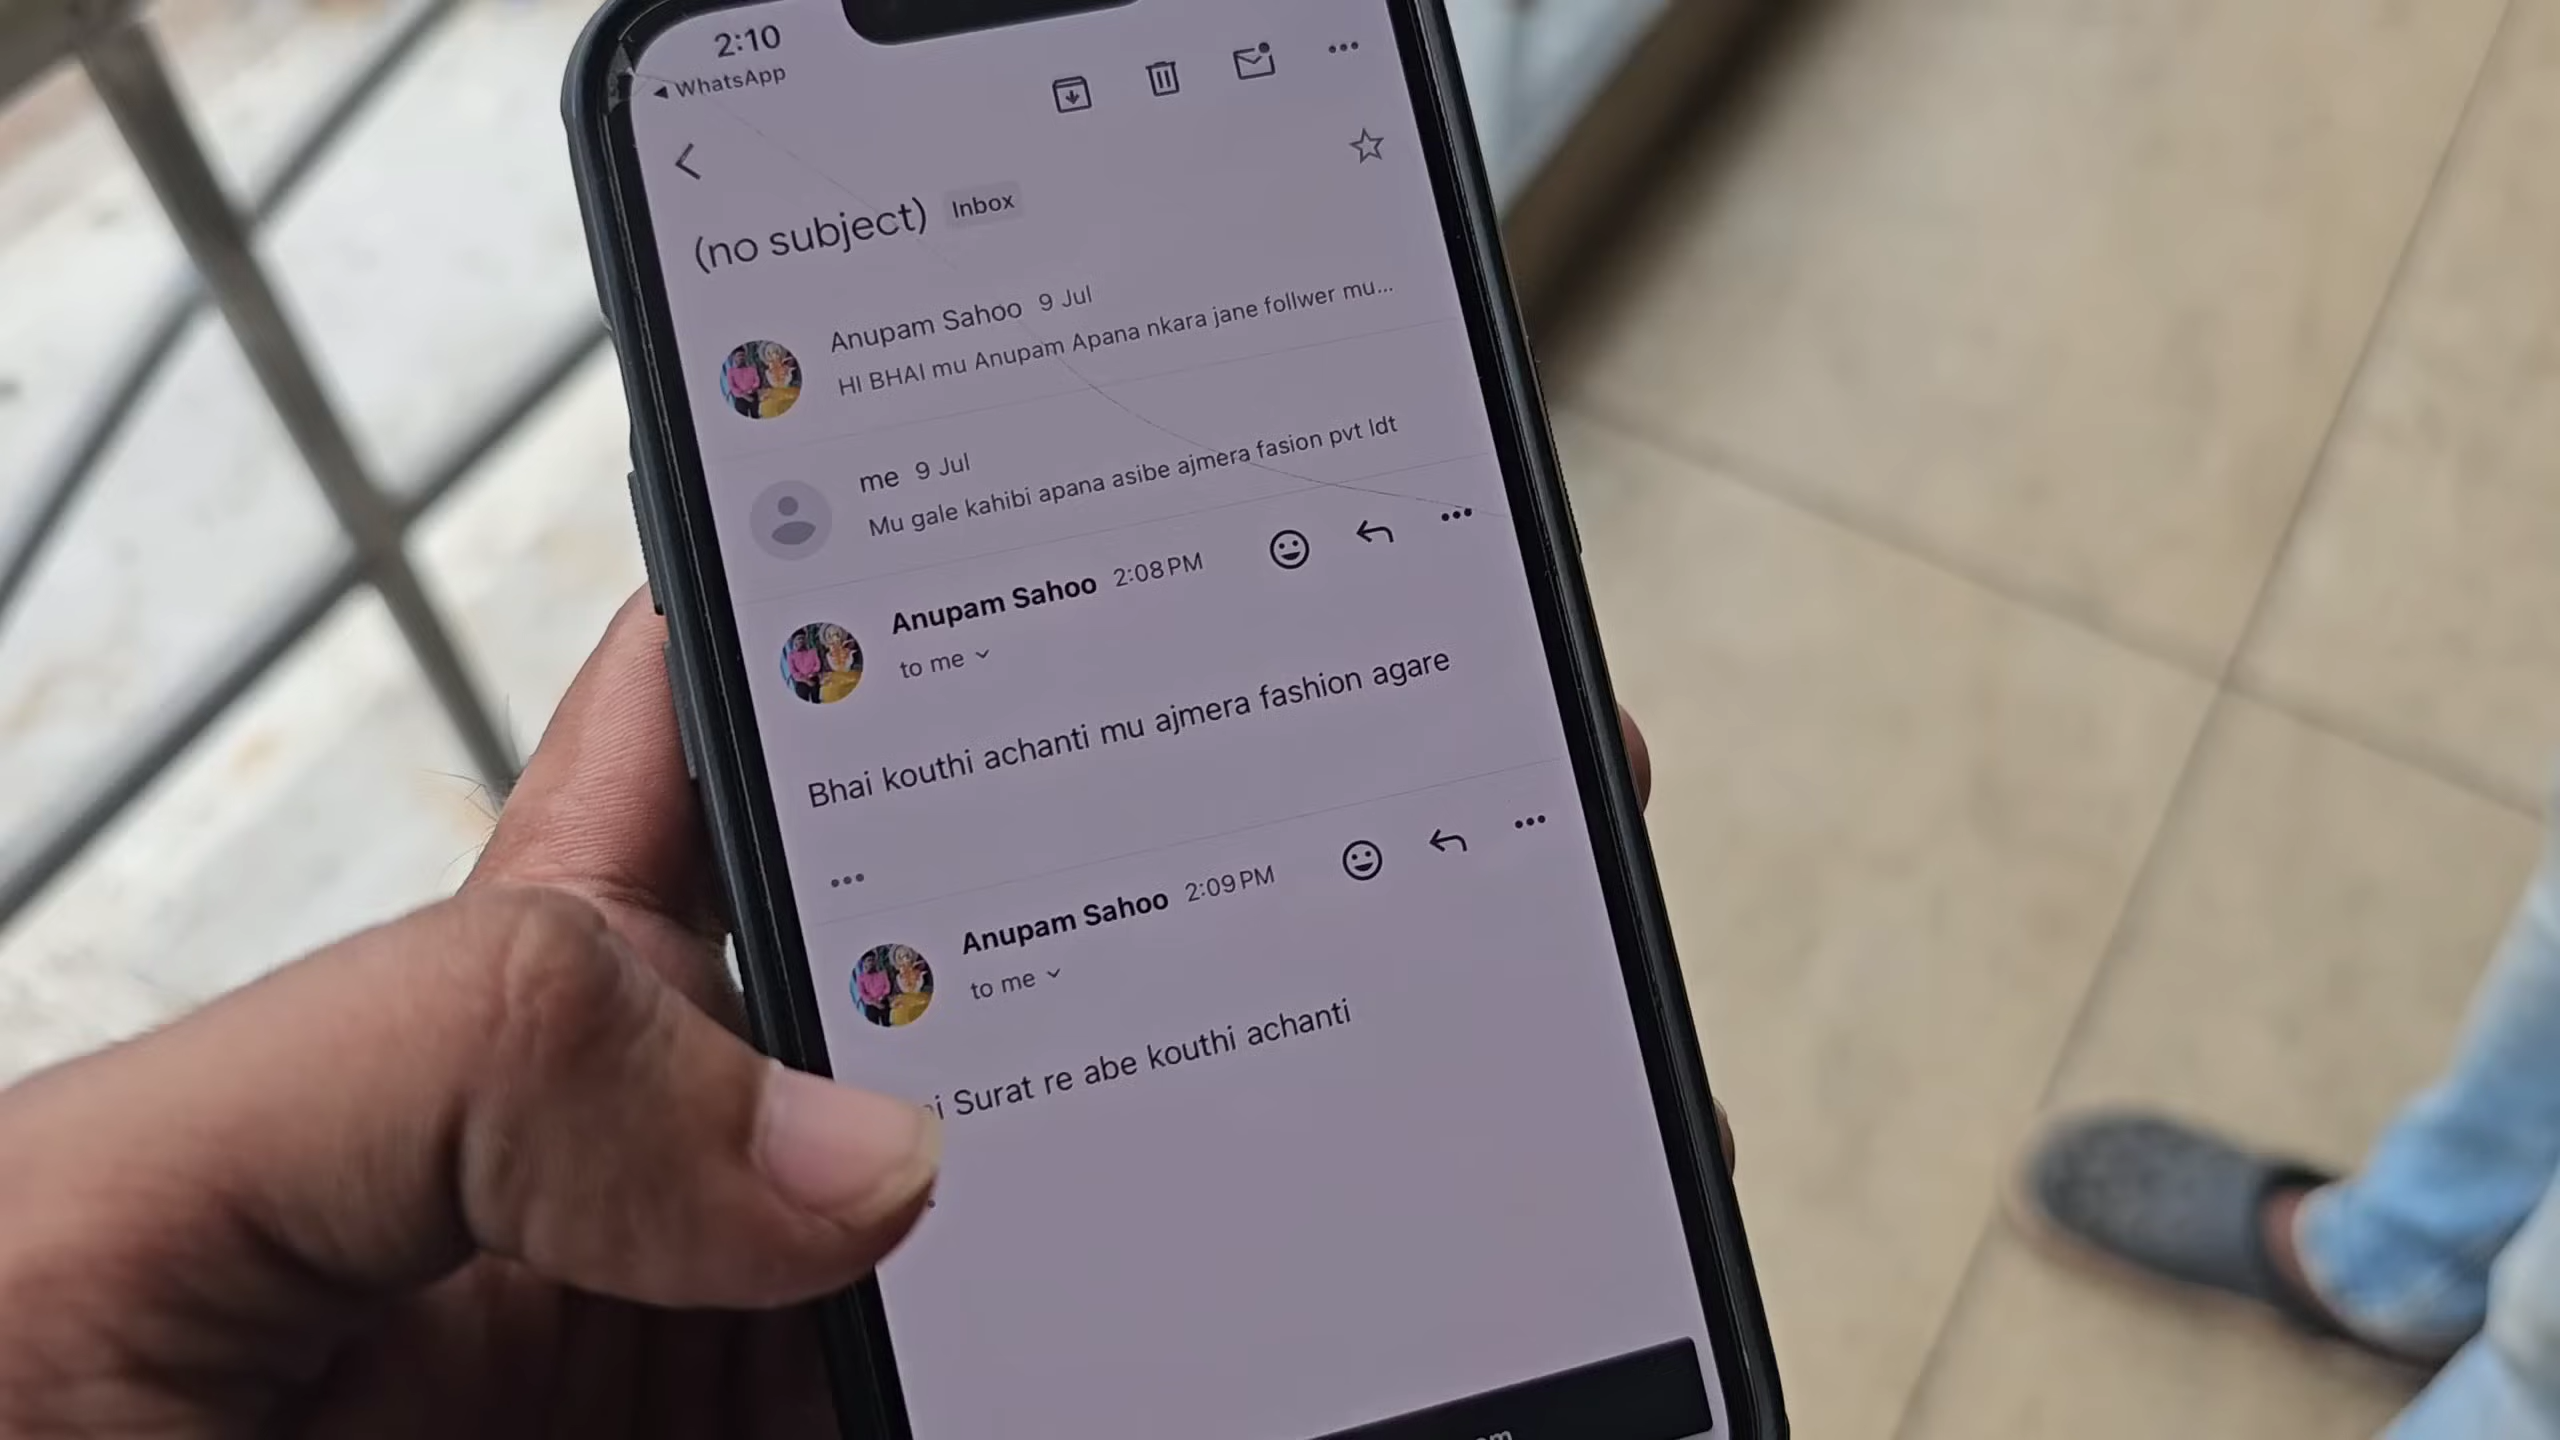 2:10
WhatsApp
(no subject) Inbox
Anupam Sahoo 9 Jul
HI BHAI mu Anupam Apana nkara jane follwer mu...
me 9 Jul
Mu gale kahibi apana asibe ajmera fasion pvt ldt
Anupam Sahoo 2:08 PM
to me
Bhai kouthi achanti mu ajmera fashion agare
Anupam Sahoo 2:09 PM
to me
Surat re abe kouthi achanti